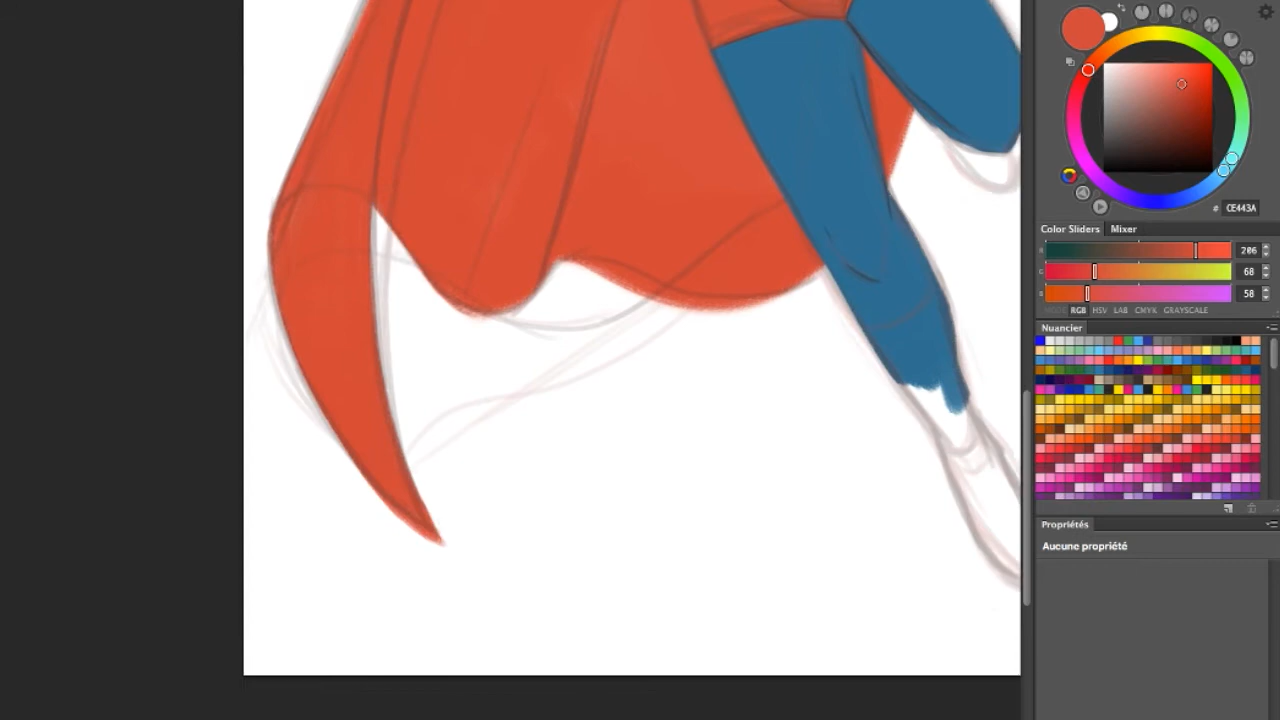 # CE443A
Color Sliders Mixer
R 206
G 68
B 58
RGB HSV LAB CMYK GRAYSCALE
Nuancier
Propriétés
Aucune propriété